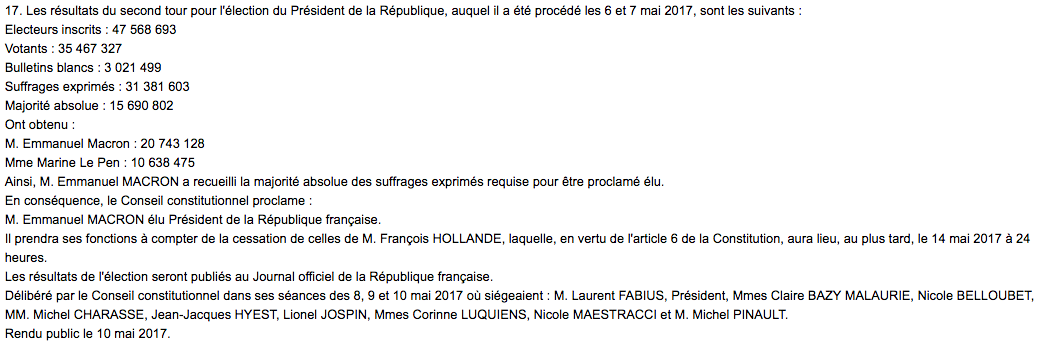 17. Les résultats du second tour pour l'élection du Président de la République, auquel il a été procédé les 6 et 7 mai 2017, sont les suivants :
Electeurs inscrits : 47 568 693
Votants : 35 467 327
Bulletins blancs : 3 021 499
Suffrages exprimés : 31 381 603
Majorité absolue : 15 690 802
Ont obtenu :
M. Emmanuel Macron : 20 743 128
Mme Marine Le Pen : 10 638 475
Ainsi, M. Emmanuel MACRON a recueilli la majorité absolue des suffrages exprimés requise pour être proclamé élu.
En conséquence, le Conseil constitutionnel proclame :
M. Emmanuel MACRON élu Président de la République française.
Il prendra ses fonctions à compter de la cessation de celles de M. François HOLLANDE, laquelle, en vertu de l'article 6 de la Constitution, aura lieu, au plus tard, le 14 mai 2017 à 24
heures.
Les résultats de l'élection seront publiés au Journal officiel de la République française.
Délibéré par le Conseil constitutionnel dans ses séances des 8, 9 et 10 mai 2017 où siégeaient : M. Laurent FABIUS, Président, Mmes Claire BAZY MALAURIE, Nicole BELLOUBET,
MM. Michel CHARASSE, Jean-Jacques HYEST, Lionel JOSPIN, Mmes Corinne LUQUIENS, Nicole MAESTRACCI et M. Michel PINAULT.
Rendu public le 10 mai 2017.